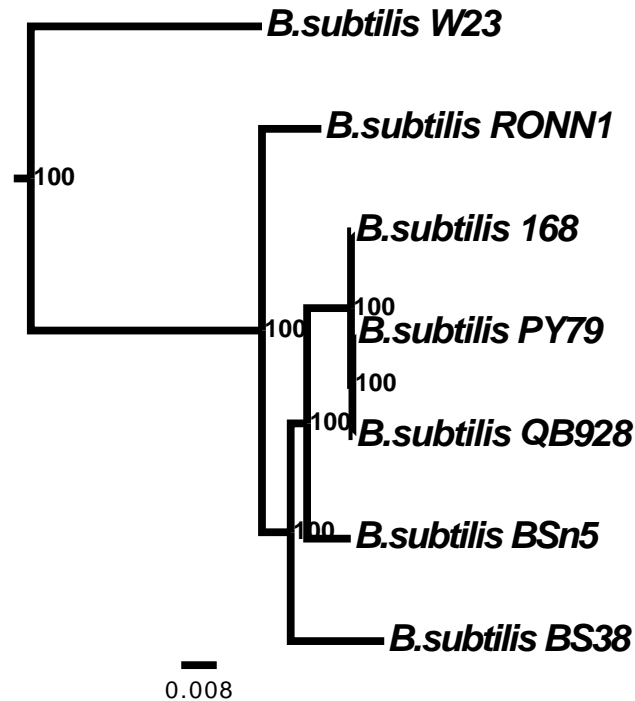 B.subtilis W23
B.subtilis RONN1
100
B.subtilis 168
100
100
B.subtilis PY79
100
100
B.subtilis QB928
100
B.subtilis BSn5
B.subtilis BS38
0.008